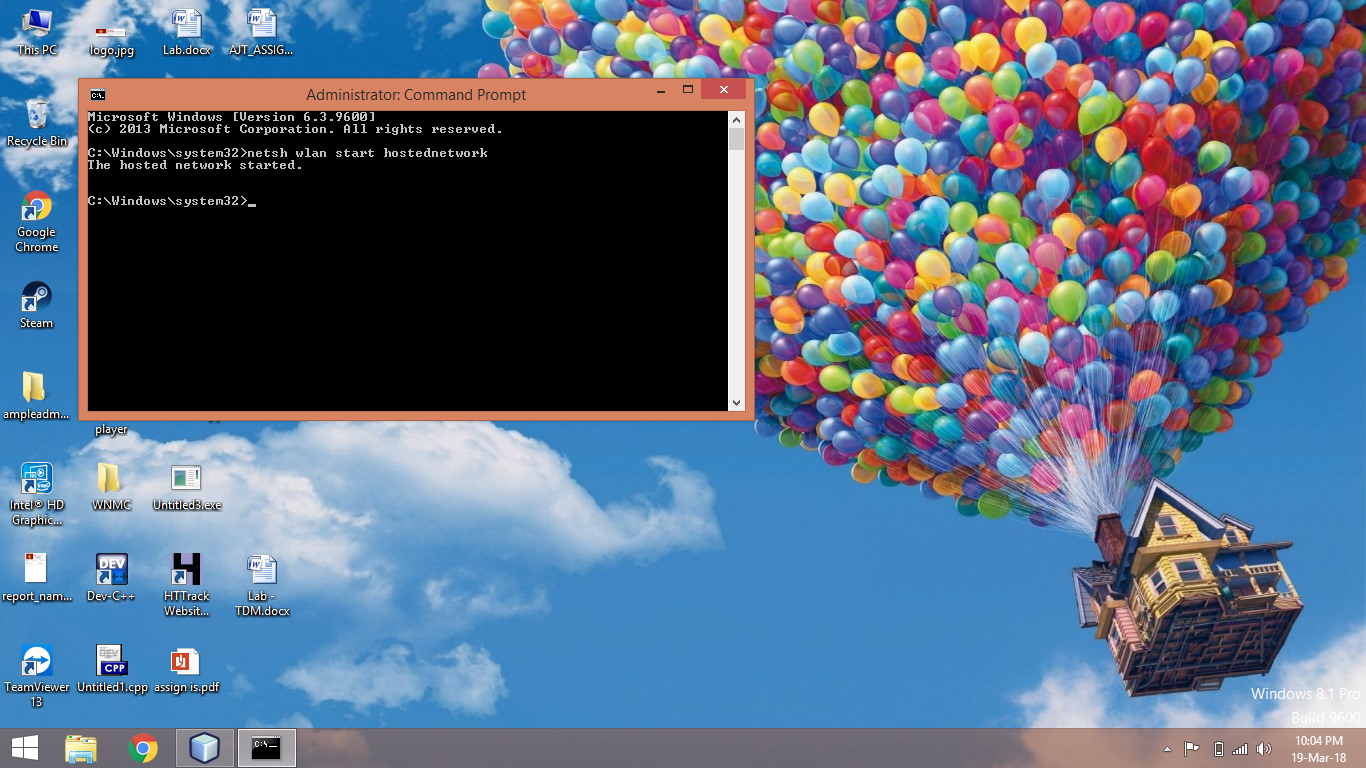 This PC
logo.jpg
Lab.docx
AJT_ASSIG...
Administrator: Command Prompt
Microsoft Windows [Version 6.3.9600]
(c) 2013 Microsoft Corporation. All rights reserved.
C:\Windows\system32>netsh wlan start hostednetwork
The hosted network started.
C:\Windows\system32>_
Recycle Bin
Google
Chrome
Steam
ampleadm...
player
Intel® HD
Graphic...
WNMC
Untitled3.exe
report_nam...
DEV
Dev-C++
HTTrack
Websit...
Lab -
TDM.docx
TeamViewer
13
CPP
Untitled1.cpp
assign is.pdf
Windows 8.1 Pro
Build 9600
10:04 PM
19-Mar-18